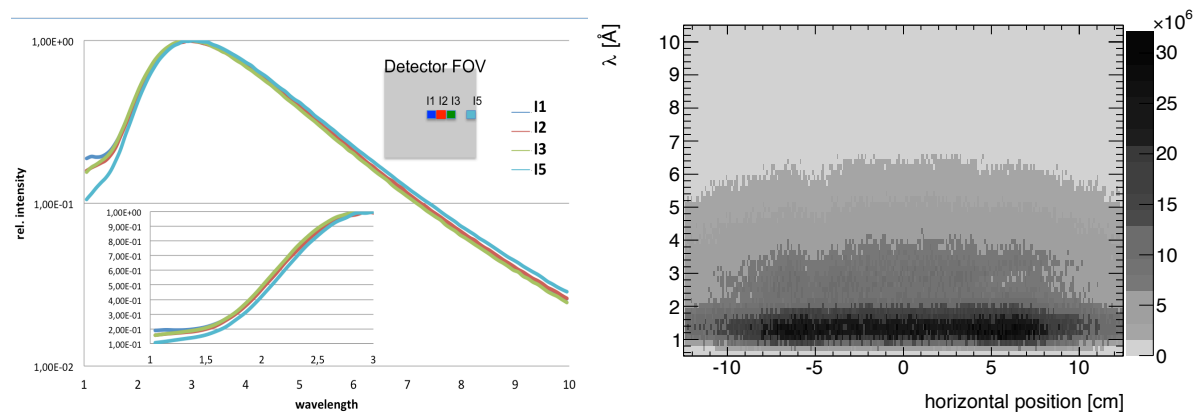 1,00E+00
1,00E-01
1,00E-02
rel. intensity
1 2 3 4 5 6 7 8 9 10
wavelength
Detector FOV
I1 I2 I3 I5
I1
I2
I3
I5
1,00E+00
9,00E-01
8,00E-01
7,00E-01
6,00E-01
5,00E-01
4,00E-01
3,00E-01
2,00E-01
1,00E-01
1 1,5 2 2,5 3
λ [Å]
10
9
8
7
6
5
4
3
2
1
-10 -5 0 5 10
horizontal position [cm]
×10⁶
30
25
20
15
10
5
0